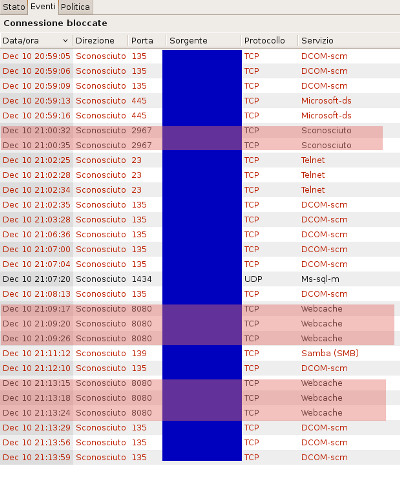 Stato Eventi Politica
Connessione bloccate
Data/ora Direzione Porta Sorgente Protocollo Servizio
Dec 10 20:59:05 Sconosciuto 135 TCP DCOM-scm
Dec 10 20:59:06 Sconosciuto 135 TCP DCOM-scm
Dec 10 20:59:09 Sconosciuto 135 TCP DCOM-scm
Dec 10 20:59:13 Sconosciuto 445 TCP Microsoft-ds
Dec 10 20:59:16 Sconosciuto 445 TCP Microsoft-ds
Dec 10 21:00:32 Sconosciuto 2967 TCP Sconosciuto
Dec 10 21:00:35 Sconosciuto 2967 TCP Sconosciuto
Dec 10 21:02:25 Sconosciuto 23 TCP Telnet
Dec 10 21:02:28 Sconosciuto 23 TCP Telnet
Dec 10 21:02:34 Sconosciuto 23 TCP Telnet
Dec 10 21:02:35 Sconosciuto 135 TCP DCOM-scm
Dec 10 21:03:28 Sconosciuto 135 TCP DCOM-scm
Dec 10 21:06:36 Sconosciuto 135 TCP DCOM-scm
Dec 10 21:07:00 Sconosciuto 135 TCP DCOM-scm
Dec 10 21:07:04 Sconosciuto 135 TCP DCOM-scm
Dec 10 21:07:20 Sconosciuto 1434 UDP Ms-sql-m
Dec 10 21:08:13 Sconosciuto 135 TCP DCOM-scm
Dec 10 21:09:17 Sconosciuto 8080 TCP Webcache
Dec 10 21:09:20 Sconosciuto 8080 TCP Webcache
Dec 10 21:09:26 Sconosciuto 8080 TCP Webcache
Dec 10 21:11:12 Sconosciuto 139 TCP Samba (SMB)
Dec 10 21:12:10 Sconosciuto 135 TCP DCOM-scm
Dec 10 21:13:15 Sconosciuto 8080 TCP Webcache
Dec 10 21:13:18 Sconosciuto 8080 TCP Webcache
Dec 10 21:13:24 Sconosciuto 8080 TCP Webcache
Dec 10 21:13:29 Sconosciuto 135 TCP DCOM-scm
Dec 10 21:13:56 Sconosciuto 135 TCP DCOM-scm
Dec 10 21:13:59 Sconosciuto 135 TCP DCOM-scm